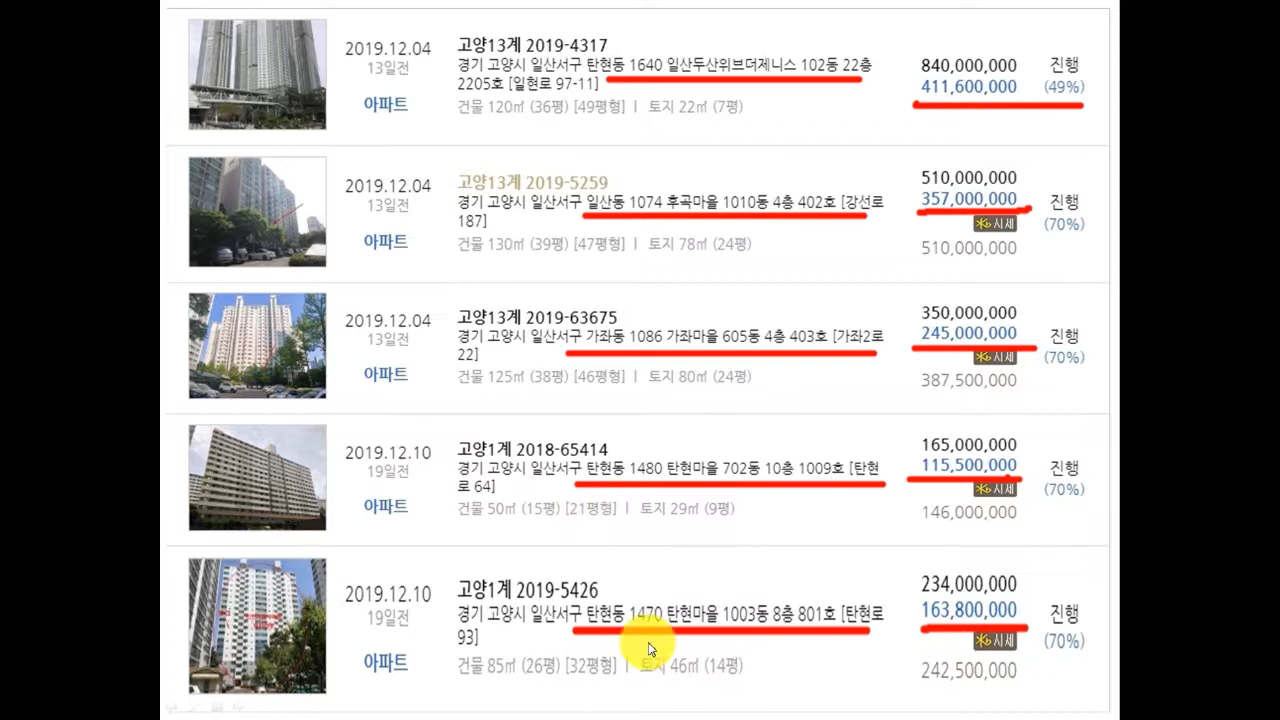 2019.12.04
13일전
아파트
고양13계 2019-4317
경기 고양시 일산서구 탄현동 1640 일산두산위브더제니스 102동 22층
2205호 [일현로 97-11]
건물 120㎡ (36평) [49평형] ㅣ 토지 22㎡ (7평)
840,000,000
411,600,000
진행
(49%)
2019.12.04
13일전
아파트
고양13계 2019-5259
경기 고양시 일산서구 일산동 1074 후곡마을 1010동 4층 402호 [강선로
187]
건물 130㎡ (39평) [47평형] ㅣ 토지 78㎡ (24평)
510,000,000
357,000,000
시세
510,000,000
진행
(70%)
2019.12.04
13일전
아파트
고양13계 2019-63675
경기 고양시 일산서구 가좌동 1086 가좌마을 605동 4층 403호 [가좌2로
22]
건물 125㎡ (38평) [46평형] ㅣ 토지 80㎡ (24평)
350,000,000
245,000,000
시세
387,500,000
진행
(70%)
2019.12.10
19일전
아파트
고양1계 2018-65414
경기 고양시 일산서구 탄현동 1480 탄현마을 702동 10층 1009호 [탄현
로 64]
건물 50㎡ (15평) [21평형] ㅣ 토지 29㎡ (9평)
165,000,000
115,500,000
시세
146,000,000
진행
(70%)
2019.12.10
19일전
아파트
고양1계 2019-5426
경기 고양시 일산서구 탄현동 1470 탄현마을 1003동 8층 801호 [탄현로
93]
건물 85㎡ (26평) [32평형] ㅣ 토지 46㎡ (14평)
234,000,000
163,800,000
시세
242,500,000
진행
(70%)